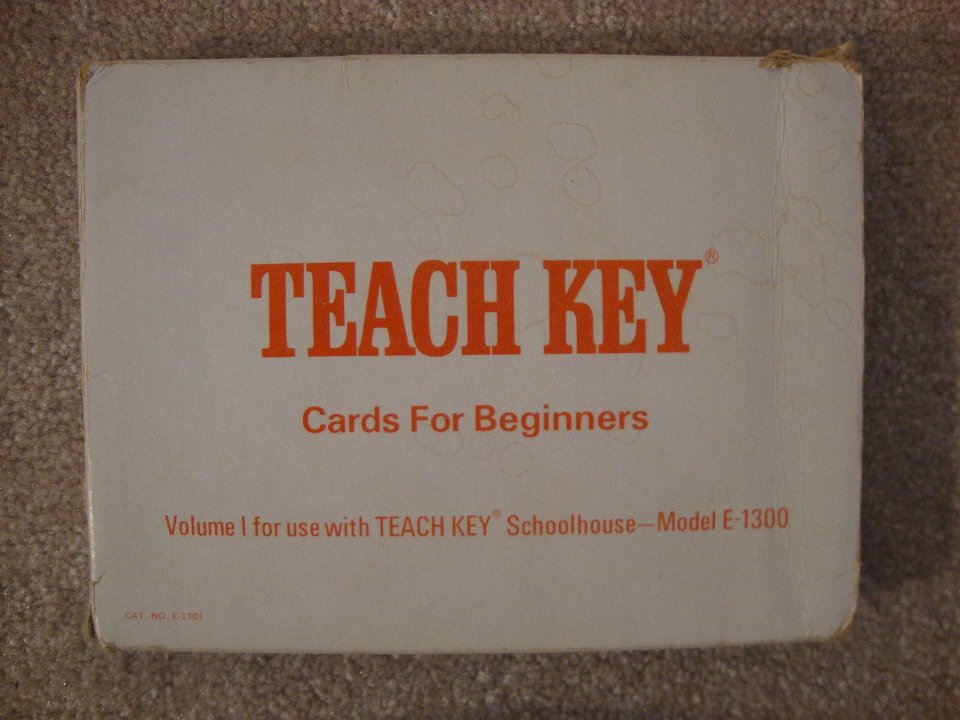 TEACH KEY®
Cards For Beginners
Volume I for use with TEACH KEY® Schoolhouse—Model E-1300
CAT. NO. E-1301